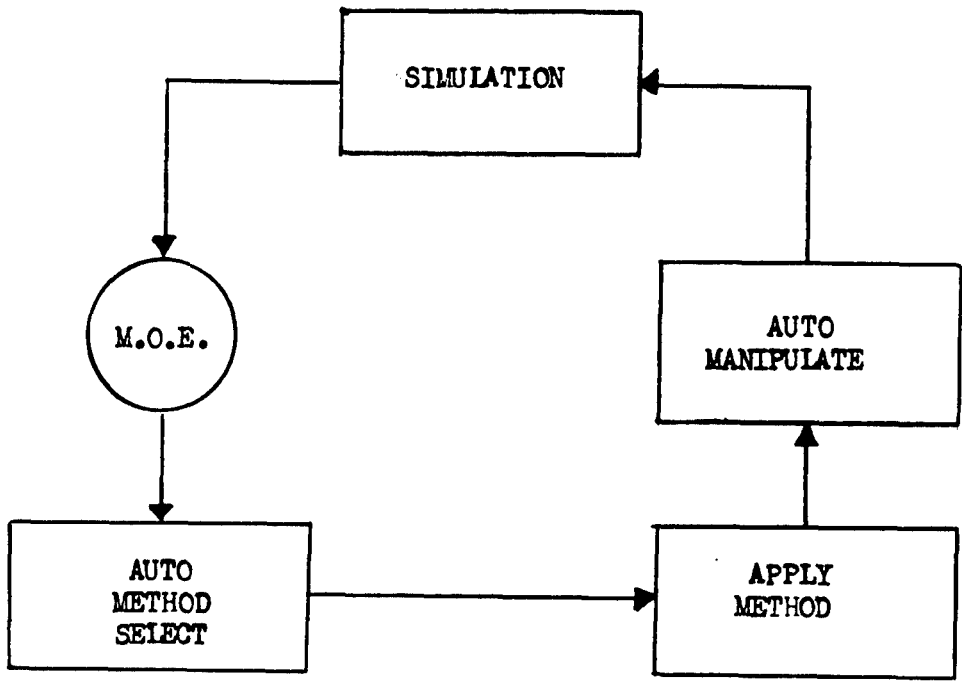 SIMULATION
M.O.E.
AUTO
MANIPULATE
AUTO
METHOD
SELECT
APPLY
METHOD